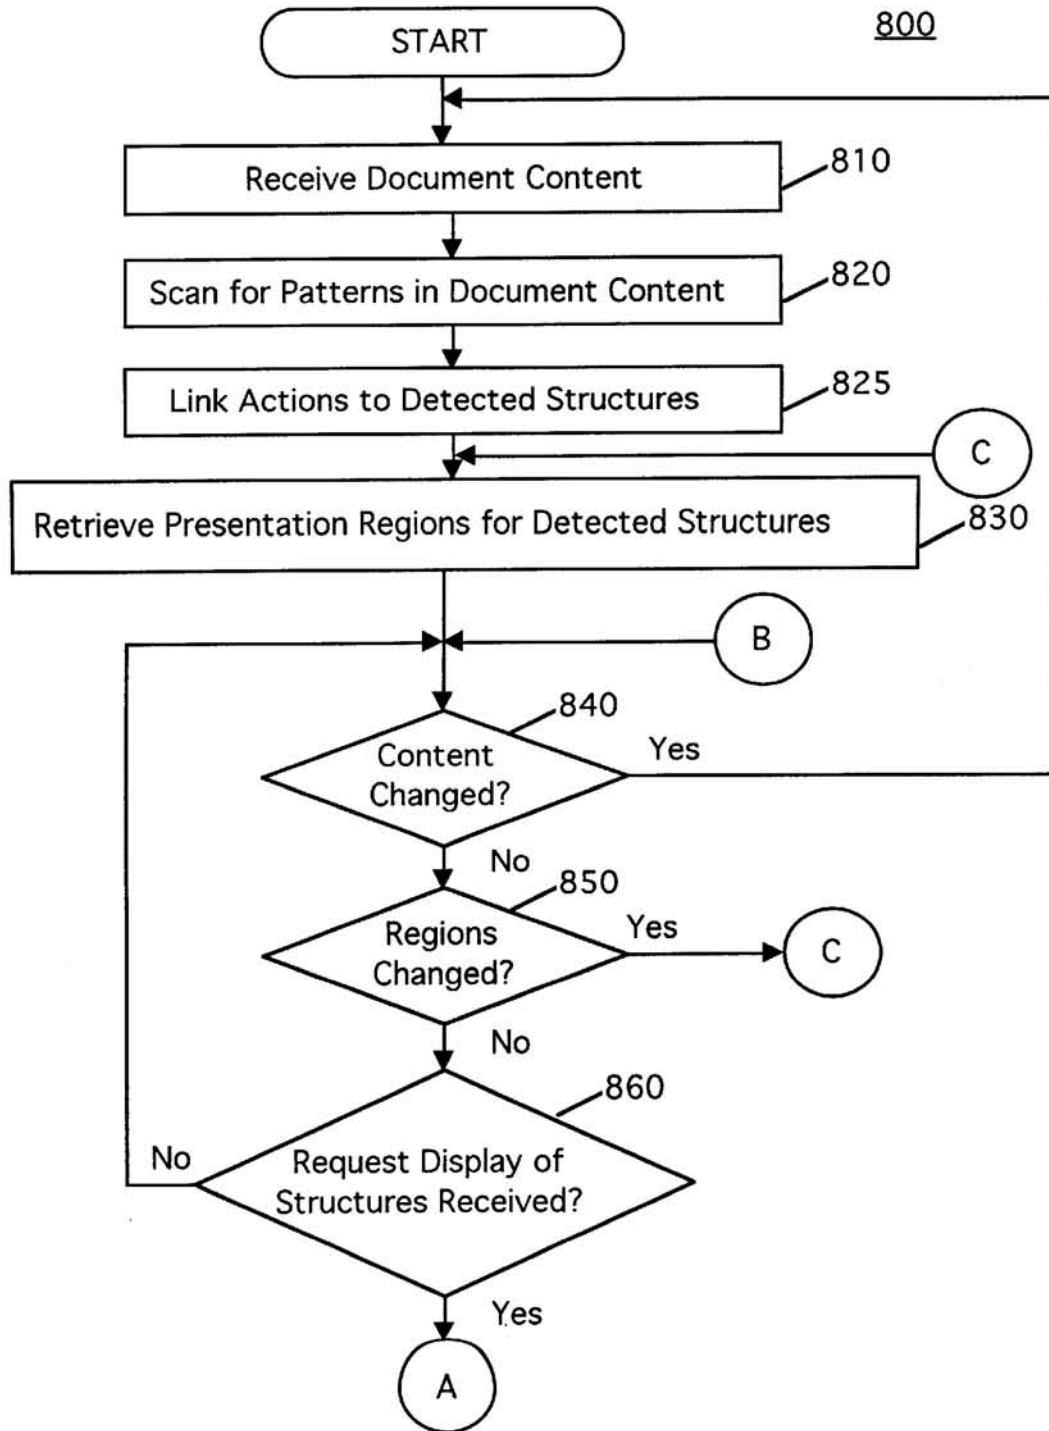 800
START
Receive Document Content
810
Scan for Patterns in Document Content
820
Link Actions to Detected Structures
825
C
Retrieve Presentation Regions for Detected Structures
830
B
840
Content
Changed?
Yes
No
850
Regions
Changed?
Yes
C
No
860
Request Display of
Structures Received?
No
Yes
A